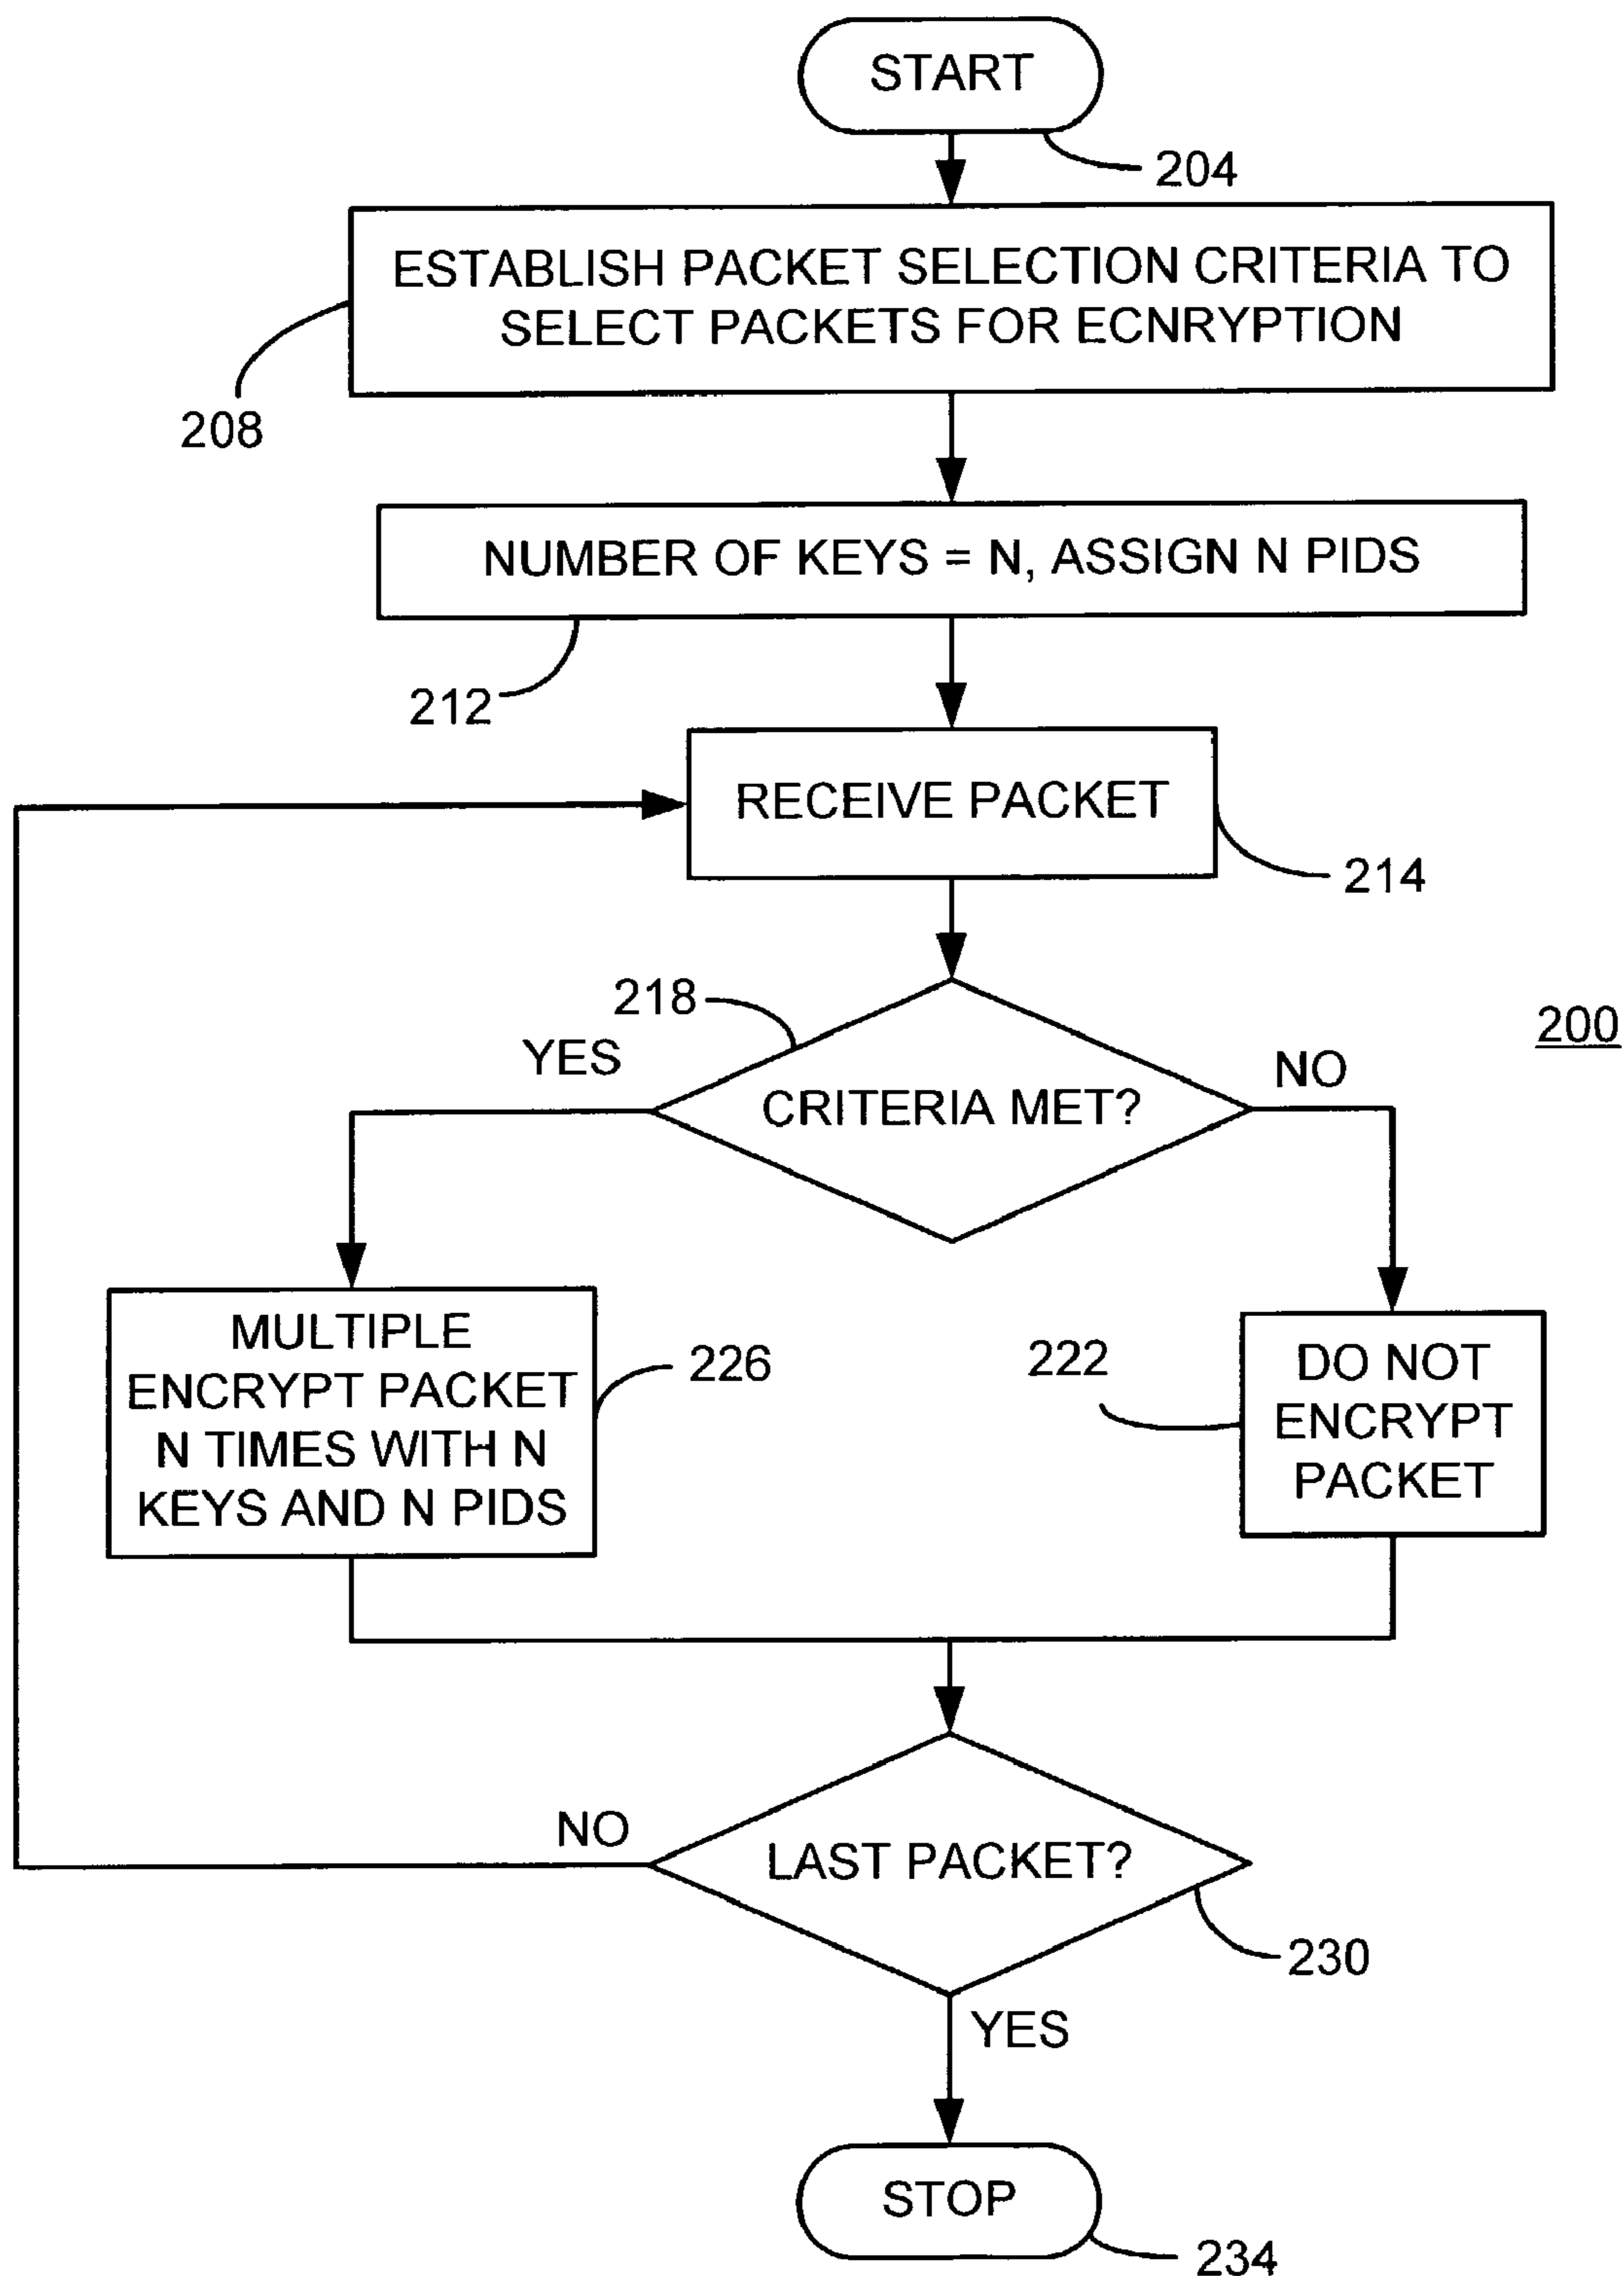 START
204
ESTABLISH PACKET SELECTION CRITERIA TO
SELECT PACKETS FOR ECNRYPTION
208
NUMBER OF KEYS = N, ASSIGN N PIDS
212
RECEIVE PACKET
214
218
200
YES
NO
CRITERIA MET?
MULTIPLE
ENCRYPT PACKET
N TIMES WITH N
KEYS AND N PIDS
226
222
DO NOT
ENCRYPT
PACKET
NO
LAST PACKET?
230
YES
STOP
234